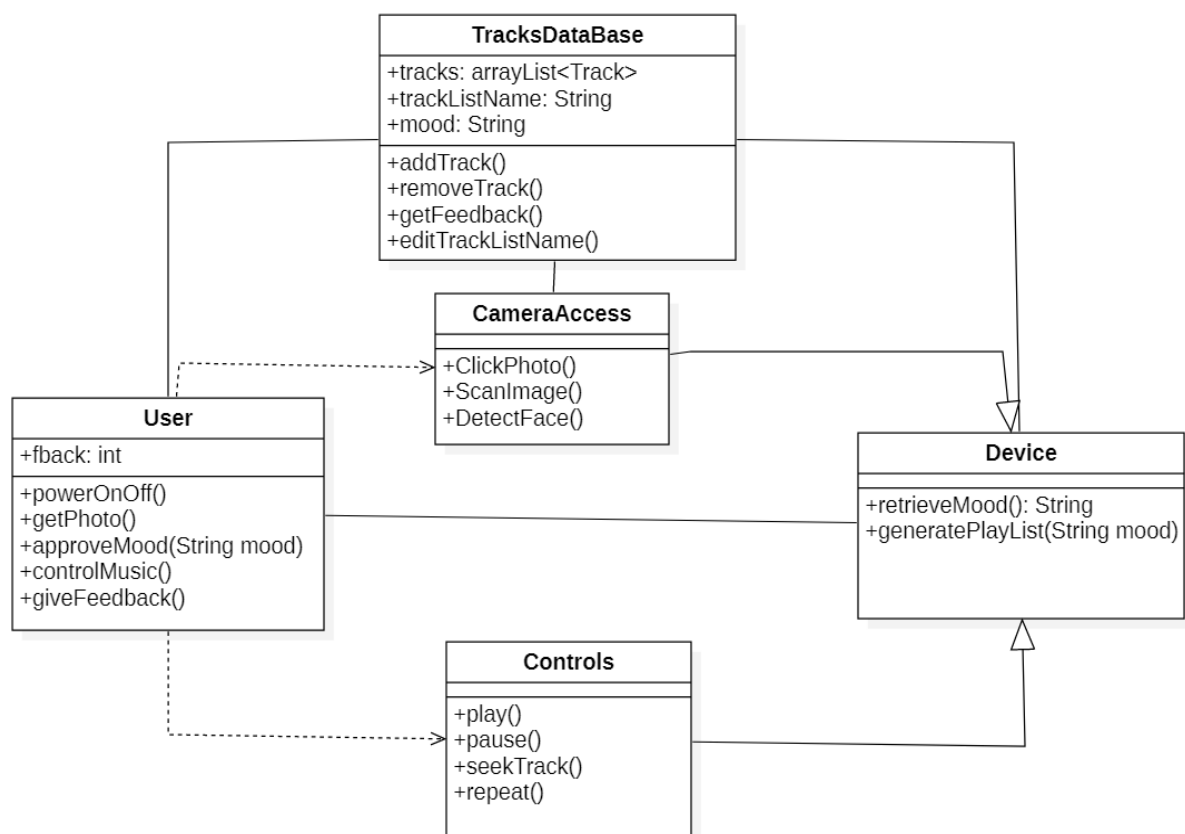 TracksDataBase
+tracks: arrayList<Track>
+trackListName: String
+mood: String
+addTrack()
+removeTrack()
+getFeedback()
+editTrackListName()
CameraAccess
+ClickPhoto()
+ScanImage()
+DetectFace()
User
+fback: int
+powerOnOff()
+getPhoto()
+approveMood(String mood)
+controlMusic()
+giveFeedback()
Device
+retrieveMood(): String
+generatePlayList(String mood)
Controls
+play()
+pause()
+seekTrack()
+repeat()